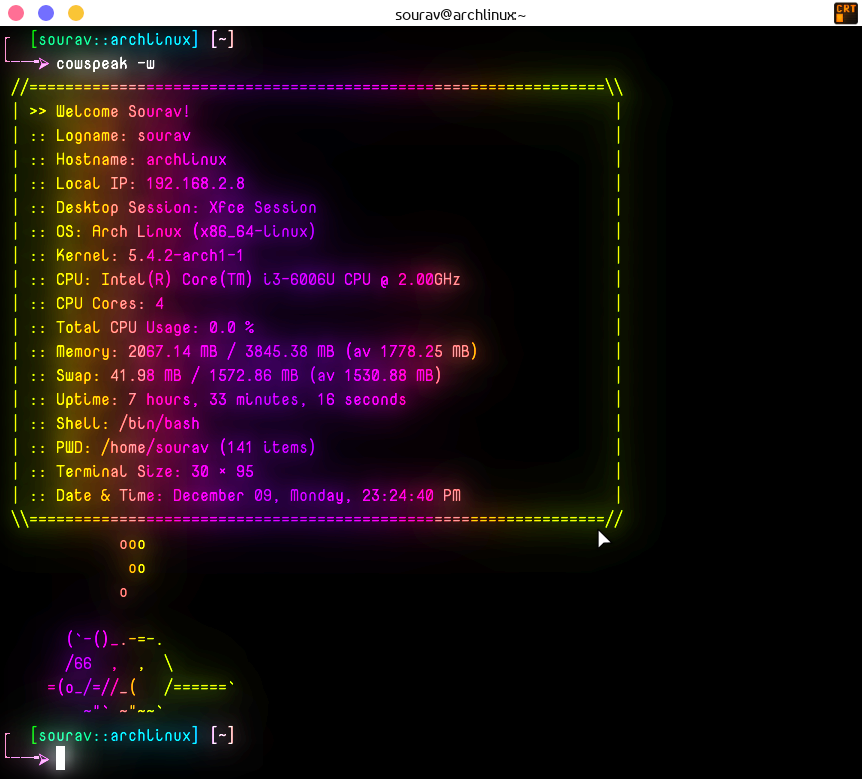 sourav@archlinux:~
CRT
[sourav::archlinux] [~]
cowspeak -w
//================================================================\\
| >> Welcome Sourav! |
| :: Logname: sourav |
| :: Hostname: archlinux |
| :: Local IP: 192.168.2.8 |
| :: Desktop Session: Xfce Session |
| :: OS: Arch Linux (x86_64-linux) |
| :: Kernel: 5.4.2-arch1-1 |
| :: CPU: Intel(R) Core(TM) i3-6006U CPU @ 2.00GHz |
| :: CPU Cores: 4 |
| :: Total CPU Usage: 0.0 % |
| :: Memory: 2067.14 MB / 3845.38 MB (av 1778.25 MB) |
| :: Swap: 41.98 MB / 1572.86 MB (av 1530.88 MB) |
| :: Uptime: 7 hours, 33 minutes, 16 seconds |
| :: Shell: /bin/bash |
| :: PWD: /home/sourav (141 items) |
| :: Terminal Size: 30 × 95 |
| :: Date & Time: December 09, Monday, 23:24:40 PM |
\\================================================================//
ooo
oo
o
(`-()_.-=-.
/66  ,  ,  \
=(o_/=//_(   /======`
~"` ~"~~`
[sourav::archlinux] [~]